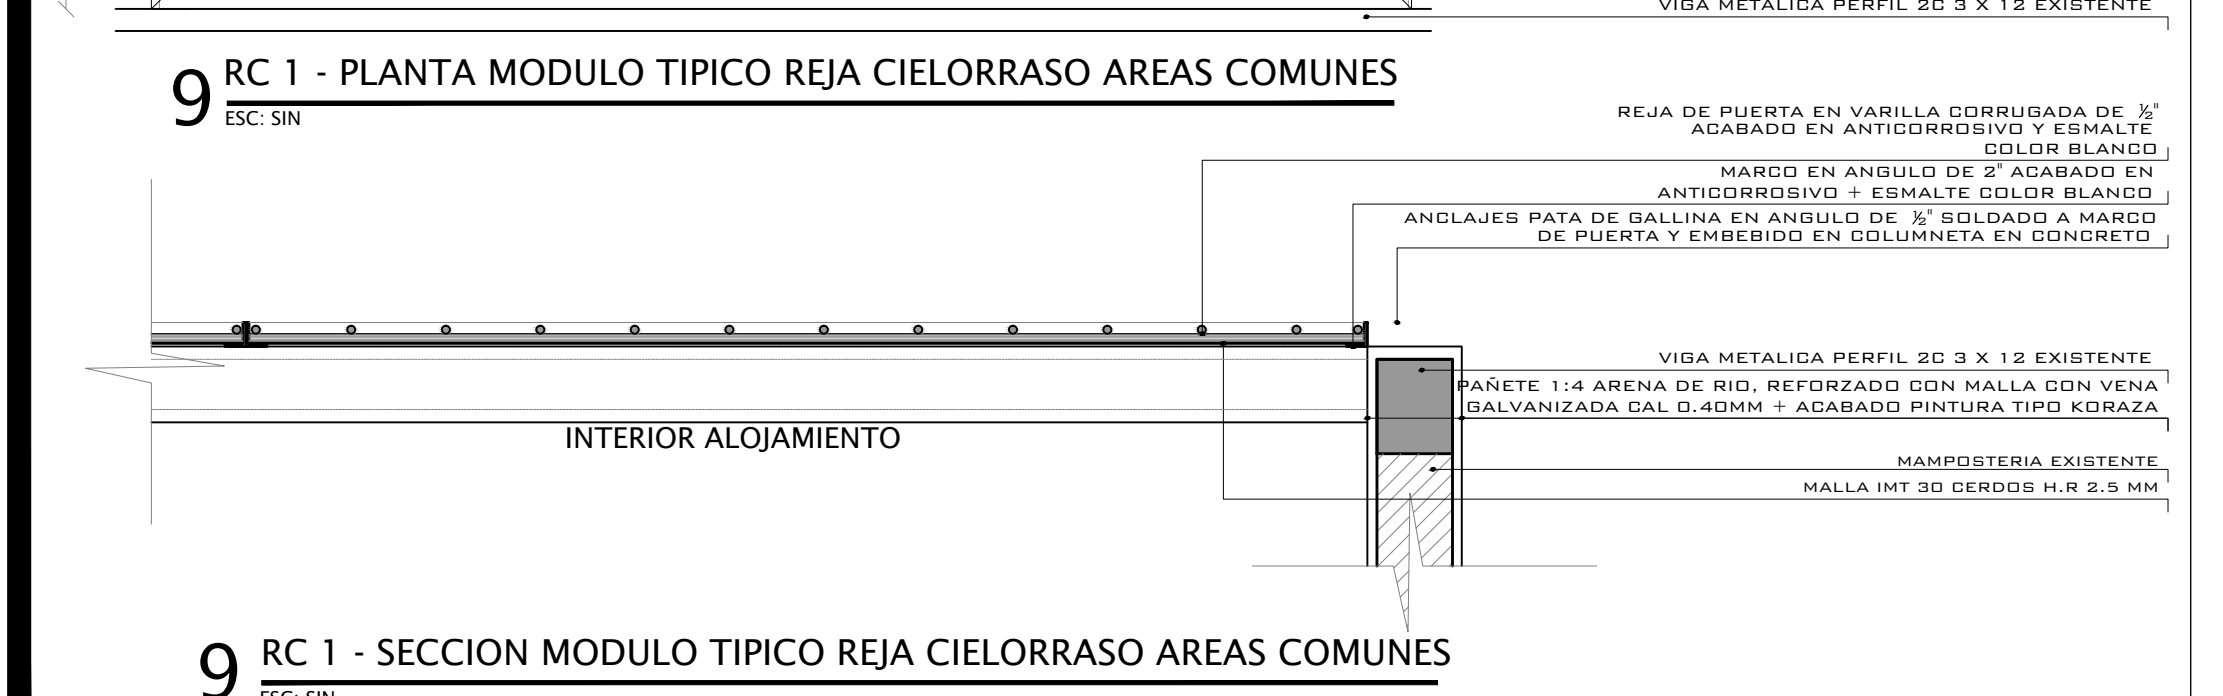 VIGA METALICA PERFIL 2C 3 X 12 EXISTENTE
9
RC 1 - PLANTA MODULO TIPICO REJA CIELORRASO AREAS COMUNES
ESC: SIN
REJA DE PUERTA EN VARILLA CORRUGADA DE ½"
ACABADO EN ANTICORROSIVO Y ESMALTE
COLOR BLANCO
MARCO EN ANGULO DE 2" ACABADO EN
ANTICORROSIVO + ESMALTE COLOR BLANCO
ANCLAJES PATA DE GALLINA EN ANGULO DE ½" SOLDADO A MARCO
DE PUERTA Y EMBEBIDO EN COLUMNETA EN CONCRETO
VIGA METALICA PERFIL 2C 3 X 12 EXISTENTE
PAÑETE 1:4 ARENA DE RIO, REFORZADO CON MALLA CON VENA
GALVANIZADA CAL 0.40MM + ACABADO PINTURA TIPO KORAZA
INTERIOR ALOJAMIENTO
MAMPOSTERIA EXISTENTE
MALLA IMT 30 CERDOS H.R 2.5 MM
9
RC 1 - SECCION MODULO TIPICO REJA CIELORRASO AREAS COMUNES
ESC: SIN